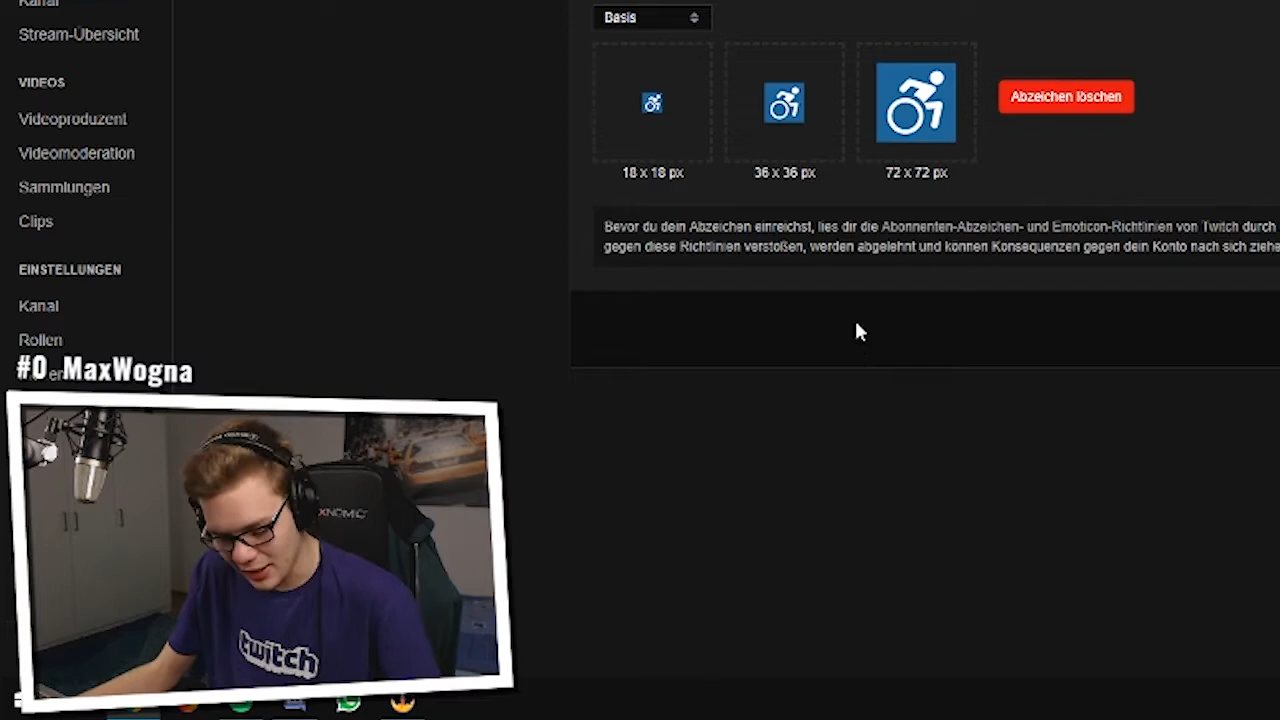 Kanal
Stream-Übersicht
VIDEOS
Videoproduzent
Videomoderation
Sammlungen
Clips
EINSTELLUNGEN
Kanal
Rollen
Basis
18 x 18 px
36 x 36 px
72 x 72 px
Abzeichen löschen
Bevor du dein Abzeichen einreichst, lies dir die Abonnenten-Abzeichen- und Emoticon-Richtlinien von Twitch durch
gegen diese Richtlinien verstoßen, werden abgelehnt und können Konsequenzen gegen dein Konto nach sich ziehe
#0 MaxWogna
XNOMIC
twitch